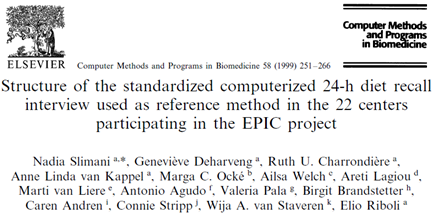 Computer Methods
and Programs
in Biomedicine
ELSEVIER
Computer Methods and Programs in Biomedicine 58 (1999) 251–266
Structure of the standardized computerized 24-h diet recall
interview used as reference method in the 22 centers
participating in the EPIC project
Nadia Slimani a,*, Geneviève Deharveng a, Ruth U. Charrondière a,
Anne Linda van Kappel a, Marga C. Ocké b, Ailsa Welch c, Areti Lagiou d,
Marti van Liere e, Antonio Agudo f, Valeria Pala g, Birgit Brandstetter h,
Caren Andren i, Connie Stripp j, Wija A. van Staveren k, Elio Riboli a